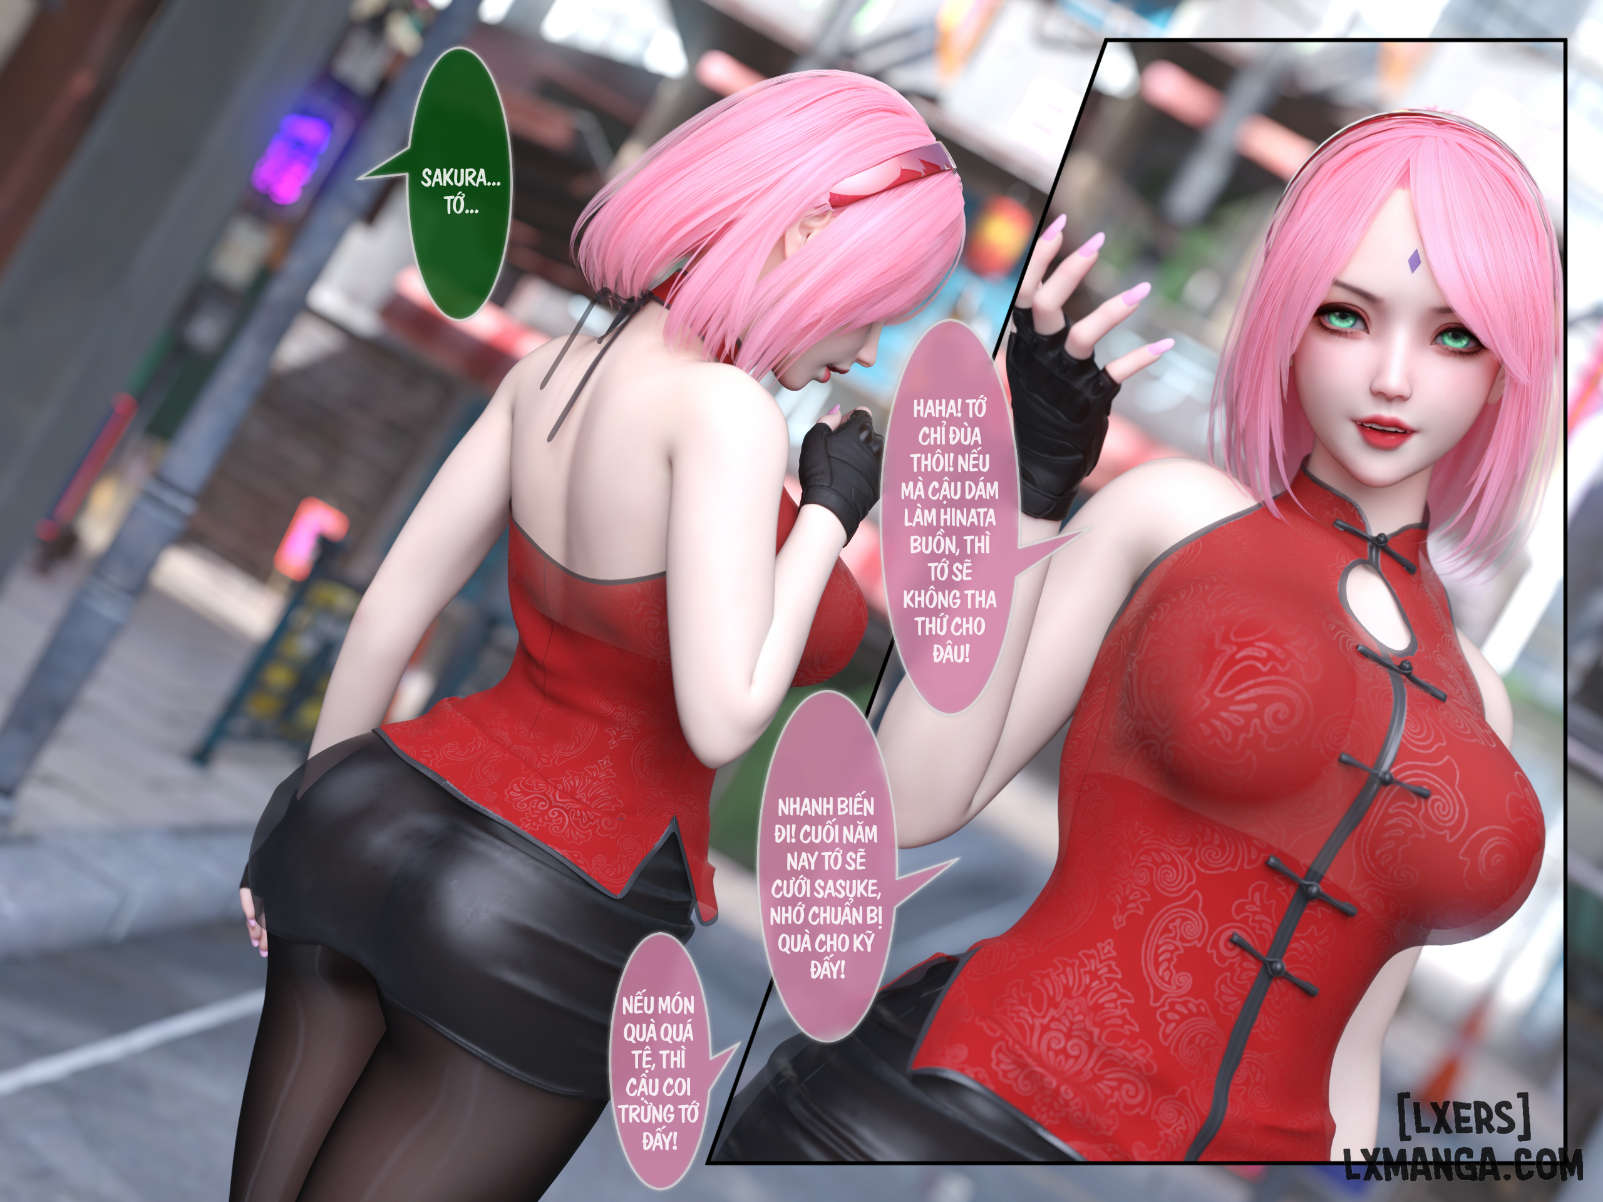 SAKURA...
TỚ...
HAHA! TỚ
CHỈ ĐÙA
THÔI! NẾU
MÀ CẬU DÁM
LÀM HINATA
BUỒN, THÌ
TỚ SẼ
KHÔNG THA
THỨ CHO
ĐÂU!
NHANH BIẾN
ĐI! CUỐI NĂM
NAY TỚ SẼ
CƯỚI SASUKE,
NHỚ CHUẨN BỊ
QUÀ CHO KỸ
ĐẤY!
NẾU MÓN
QUÀ QUÁ
TỆ, THÌ
CẬU COI
TRỪNG TỚ
ĐẤY!
[LXERS]
LXMANGA.COM